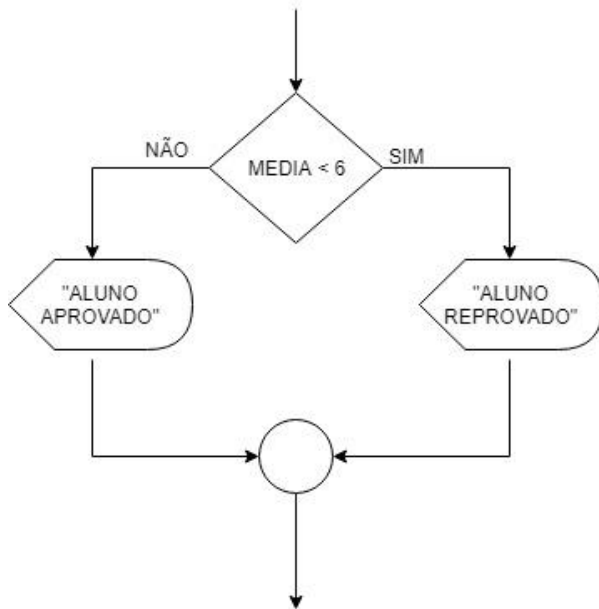 NÃO
MEDIA < 6
SIM
"ALUNO
APROVADO"
"ALUNO
REPROVADO"